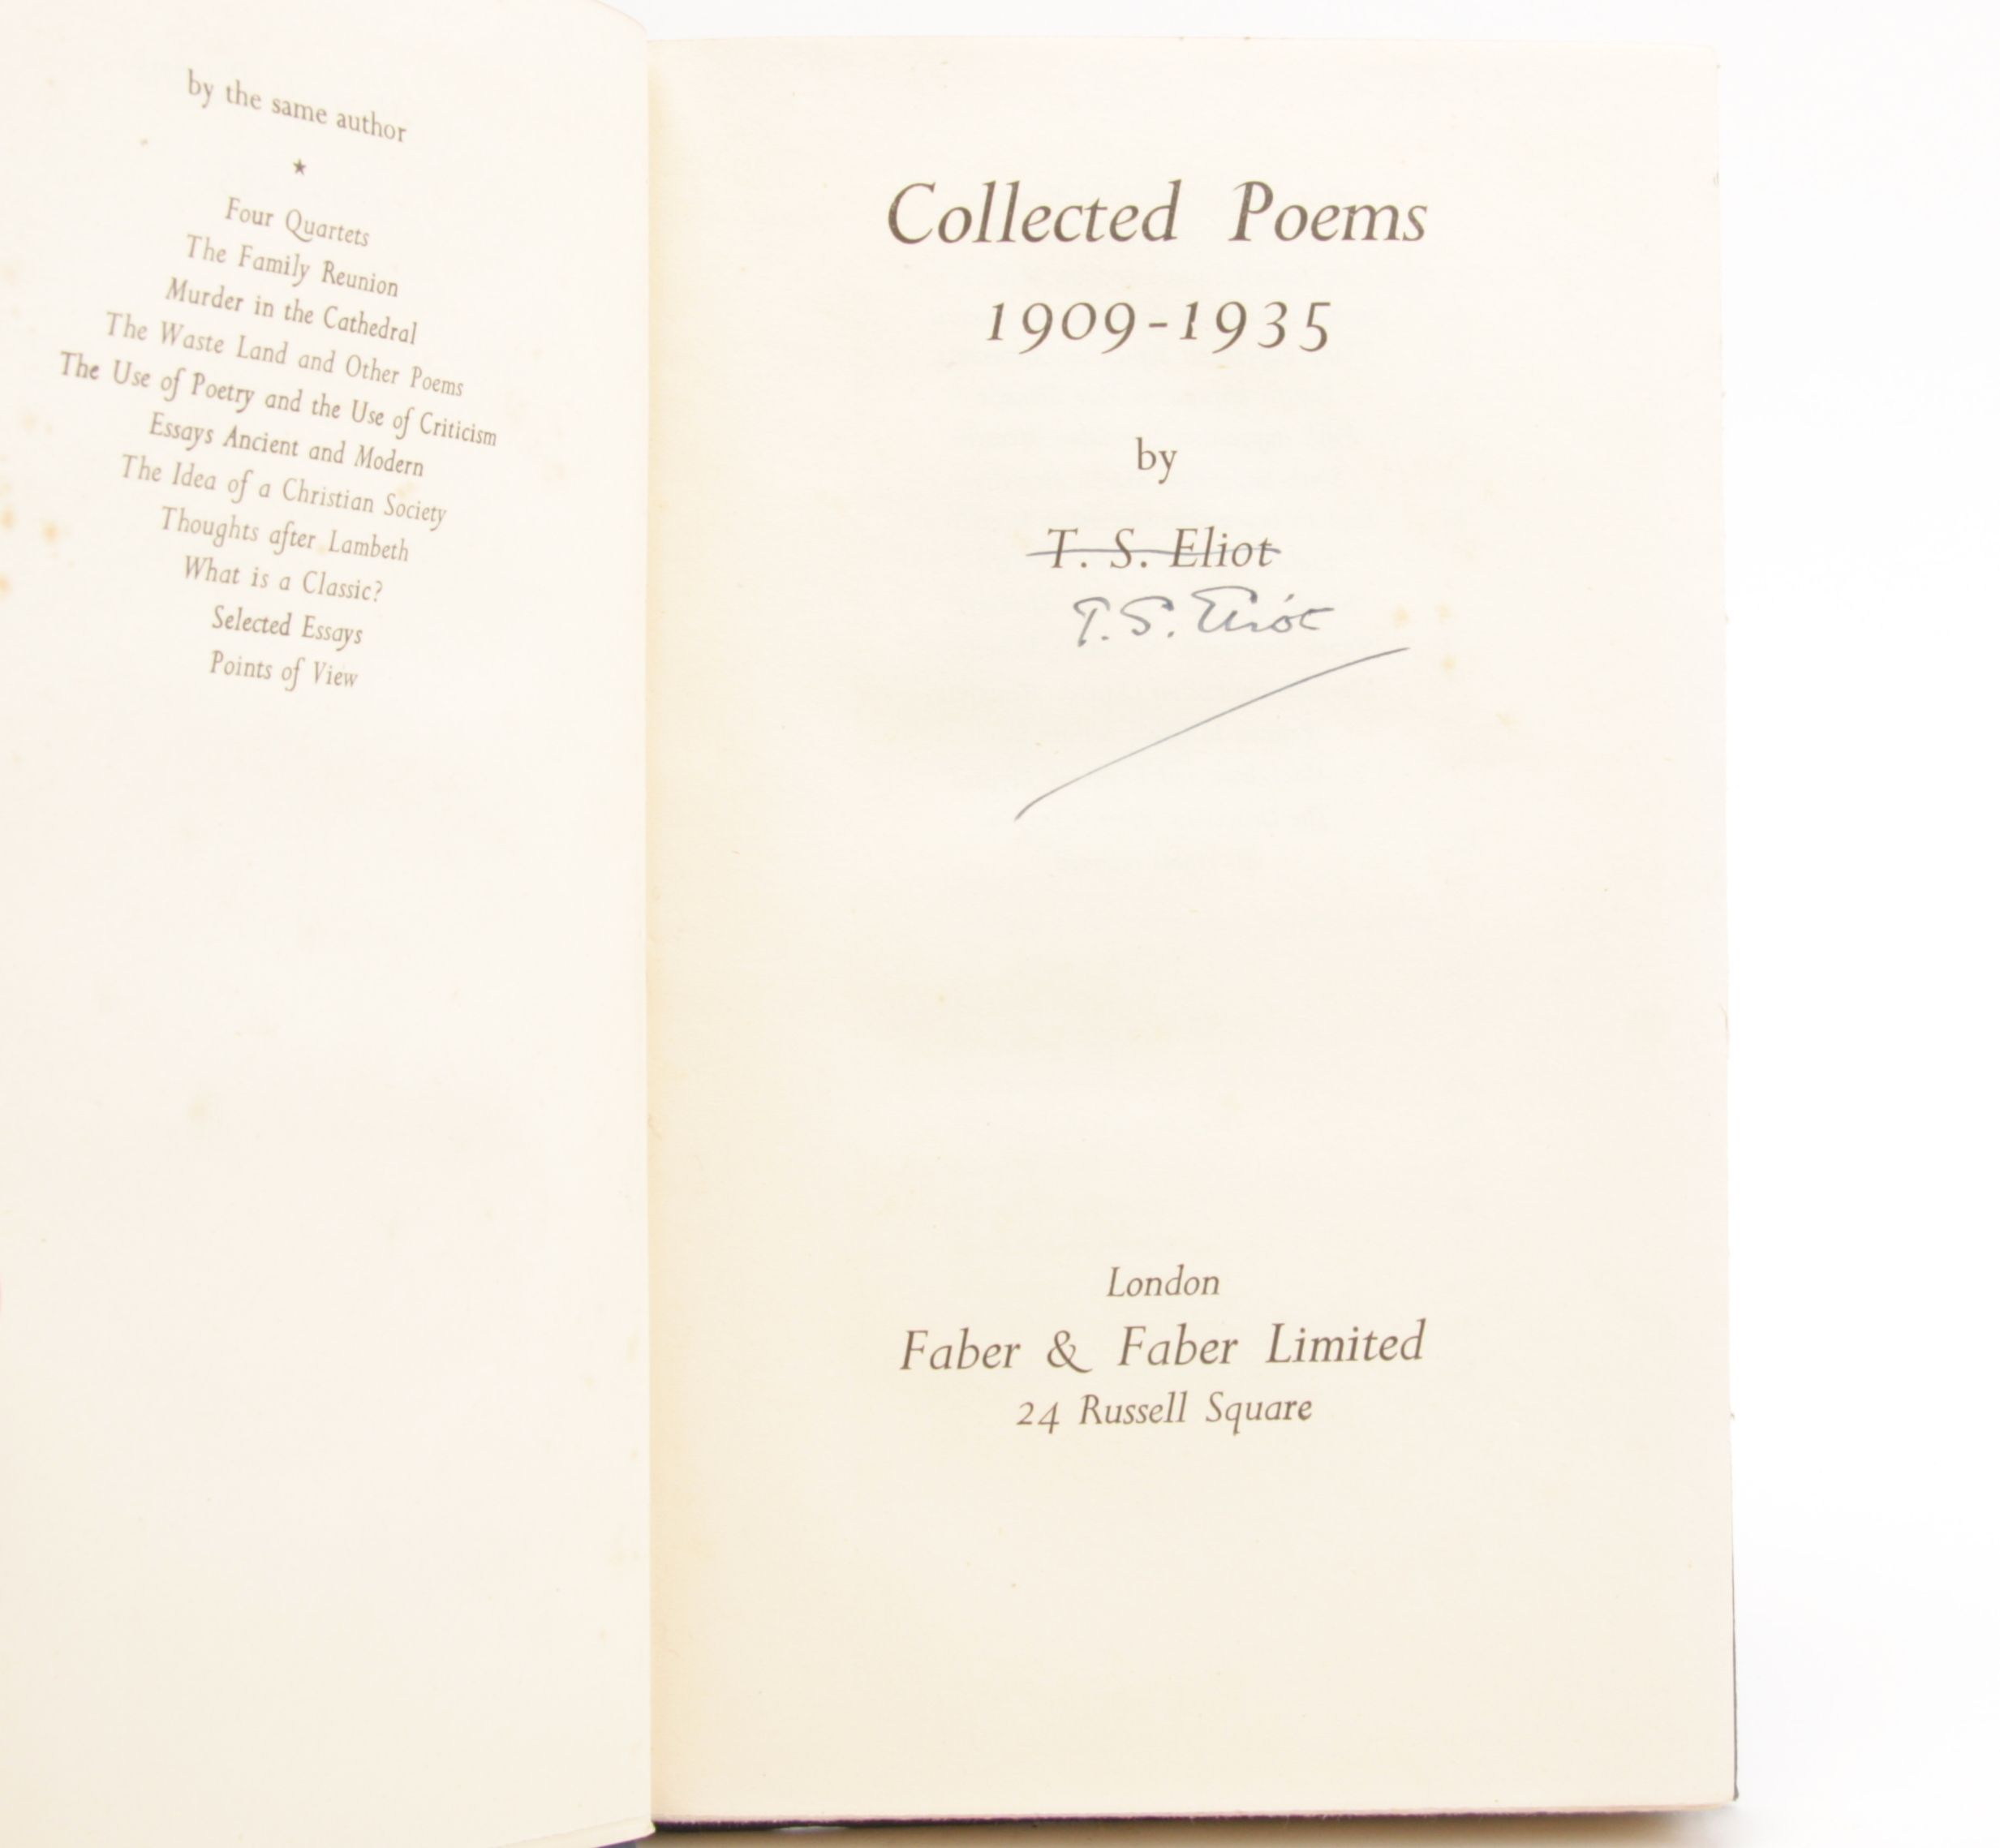 by the same author
★
Four Quartets
The Family Reunion
Murder in the Cathedral
The Waste Land and Other Poems
The Use of Poetry and the Use of Criticism
Essays Ancient and Modern
The Idea of a Christian Society
Thoughts after Lambeth
What is a Classic?
Selected Essays
Points of View
Collected Poems
1909-1935
by
T. S. Eliot
T. S. Eliot
London
Faber & Faber Limited
24 Russell Square